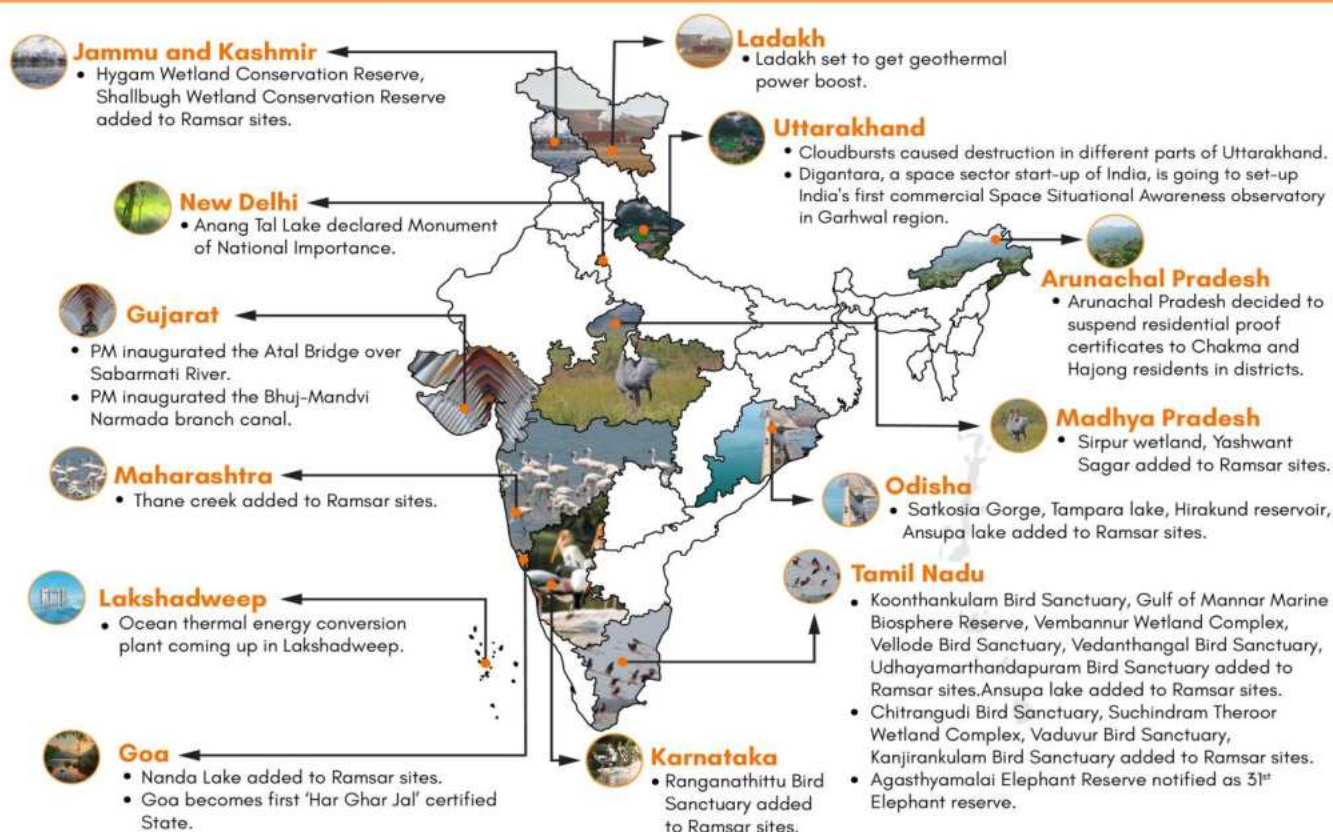 Jammu and Kashmir
• Hygam Wetland Conservation Reserve,
Shallbugh Wetland Conservation Reserve
added to Ramsar sites.
Ladakh
• Ladakh set to get geothermal
power boost.
Uttarakhand
• Cloudbursts caused destruction in different parts of Uttarakhand.
• Digantara, a space sector start-up of India, is going to set-up
India's first commercial Space Situational Awareness observatory
in Garhwal region.
New Delhi
• Anang Tal Lake declared Monument
of National Importance.
Arunachal Pradesh
• Arunachal Pradesh decided to
suspend residential proof
certificates to Chakma and
Hajong residents in districts.
Gujarat
• PM inaugurated the Atal Bridge over
Sabarmati River.
• PM inaugurated the Bhuj-Mandvi
Narmada branch canal.
Madhya Pradesh
• Sirpur wetland, Yashwant
Sagar added to Ramsar sites.
Maharashtra
• Thane creek added to Ramsar sites.
Odisha
• Satkosia Gorge, Tampara lake, Hirakund reservoir,
Ansupa lake added to Ramsar sites.
Lakshadweep
• Ocean thermal energy conversion
plant coming up in Lakshadweep.
Tamil Nadu
• Koonthankulam Bird Sanctuary, Gulf of Mannar Marine
Biosphere Reserve, Vembannur Wetland Complex,
Vellode Bird Sanctuary, Vedanthangal Bird Sanctuary,
Udhayamarthandapuram Bird Sanctuary added to
Ramsar sites.Ansupa lake added to Ramsar sites.
• Chitrangudi Bird Sanctuary, Suchindram Theroor
Wetland Complex, Vaduvur Bird Sanctuary,
Kanjirankulam Bird Sanctuary added to Ramsar sites.
• Agasthyamalai Elephant Reserve notified as 31st
Elephant reserve.
Goa
• Nanda Lake added to Ramsar sites.
• Goa becomes first 'Har Ghar Jal' certified
State.
Karnataka
• Ranganathittu Bird
Sanctuary added
to Ramsar sites.